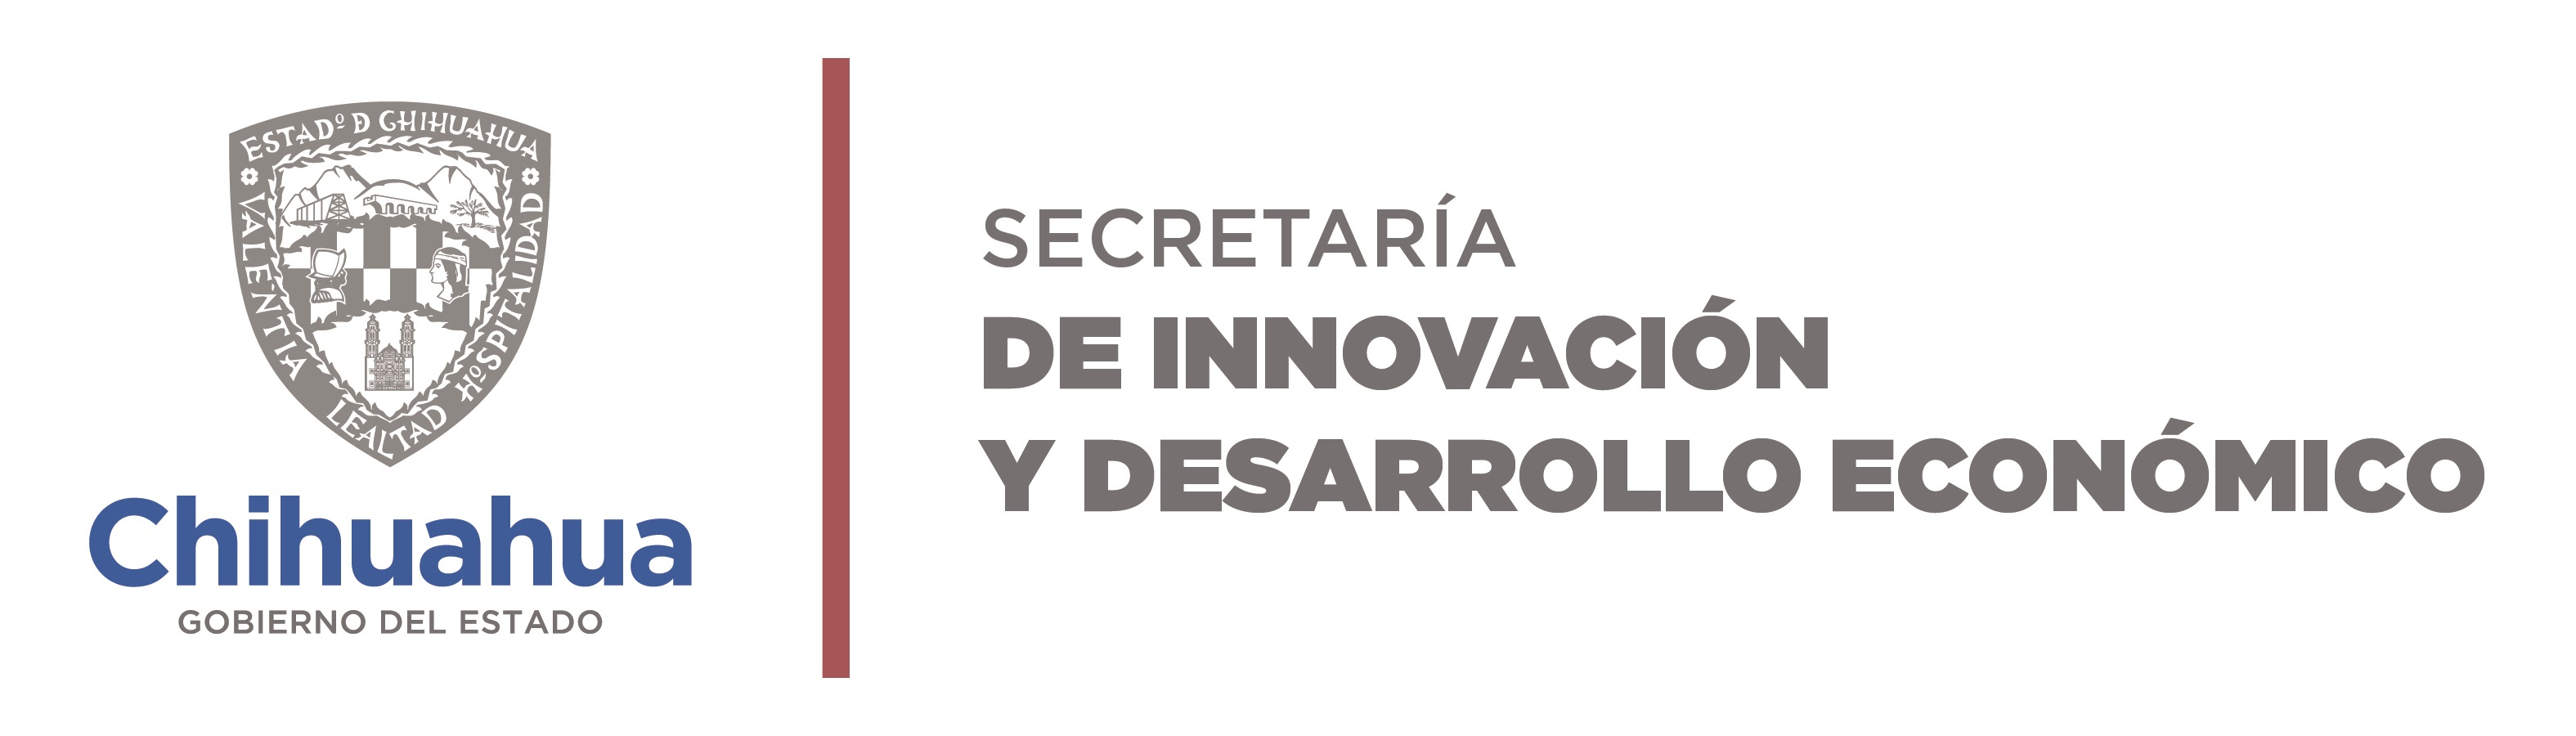 ESTADº D CHIHUAHUA
VALENTIA
LEALTAD
HºSPITALIDAD
Chihuahua
GOBIERNO DEL ESTADO
SECRETARÍA
DE INNOVACIÓN
Y DESARROLLO ECONÓMICO